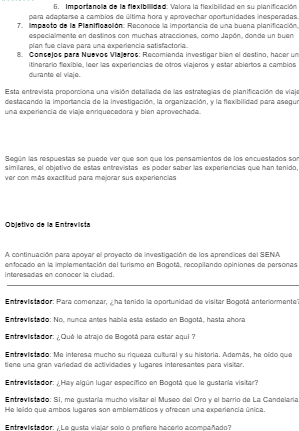 6. Importancia de la flexibilidad: Valora la flexibilidad en su planificación
para adaptarse a cambios de última hora y aprovechar oportunidades inesperadas.
7. Impacto de la Planificación: Reconoce la importancia de una buena planificación,
especialmente en destinos con muchas atracciones, como Japón, donde un buen
plan fue clave para una experiencia satisfactoria.
8. Consejos para Nuevos Viajeros: Recomienda investigar bien el destino, hacer un
itinerario flexible, leer las experiencias de otros viajeros y estar abiertos a cambios
durante el viaje.
Esta entrevista proporciona una visión detallada de las estrategias de planificación de viaje
destacando la importancia de la investigación, la organización, y la flexibilidad para asegur
una experiencia de viaje enriquecedora y bien aprovechada.
Según las respuestas se puede ver que son que los pensamientos de los encuestados son
similares, el objetivo de estas entrevistas es poder saber las experiencias que han tenido,
ver con más exactitud para mejorar sus experiencias
Objetivo de la Entrevista
A continuación para apoyar el proyecto de investigación de los aprendices del SENA
enfocado en la implementación del turismo en Bogotá, recopilando opiniones de personas
interesadas en conocer la ciudad.
Entrevistador: Para comenzar, ¿ha tenido la oportunidad de visitar Bogotá anteriormente?
Entrevistado: No, nunca antes había esta estado en Bogotá, hasta ahora
Entrevistador: ¿Qué le atrajo de Bogotá para estar aquí ?
Entrevistado: Me interesa mucho su riqueza cultural y su historia. Además, he oído que
tiene una gran variedad de actividades y lugares interesantes para visitar.
Entrevistador: ¿Hay algún lugar específico en Bogotá que le gustaría visitar?
Entrevistado: Sí, me gustaría mucho visitar el Museo del Oro y el barrio de La Candelaria
He leído que ambos lugares son emblemáticos y ofrecen una experiencia única.
Entrevistador: ¿Le gusta viajar solo o prefiere hacerlo acompañado?